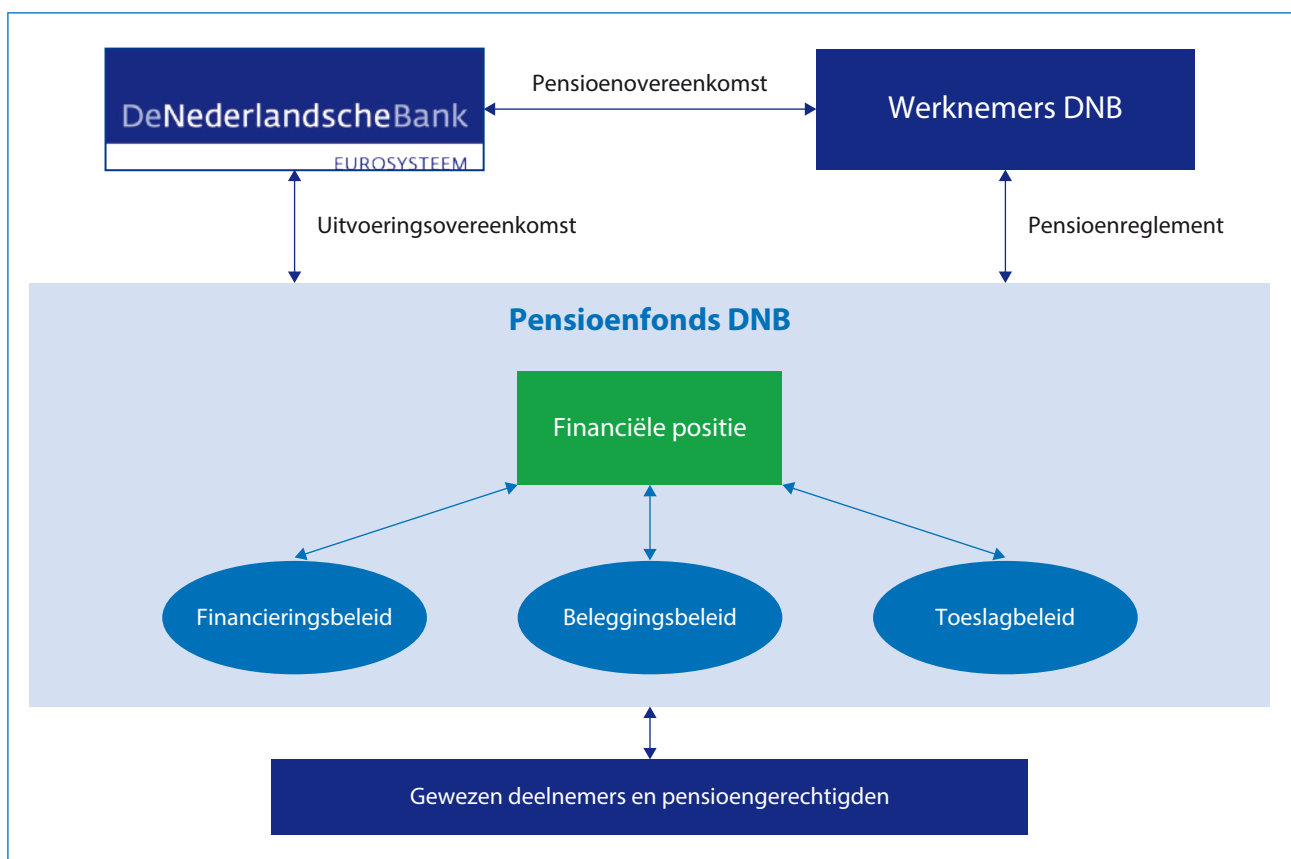 DeNederlandscheBank
EUROSYSTEEM
Pensioenovereenkomst
Werknemers DNB
Uitvoeringsovereenkomst
Pensioenreglement
Pensioenfonds DNB
Financiële positie
Financieringsbeleid
Beleggingsbeleid
Toeslagbeleid
Gewezen deelnemers en pensioengerechtigden